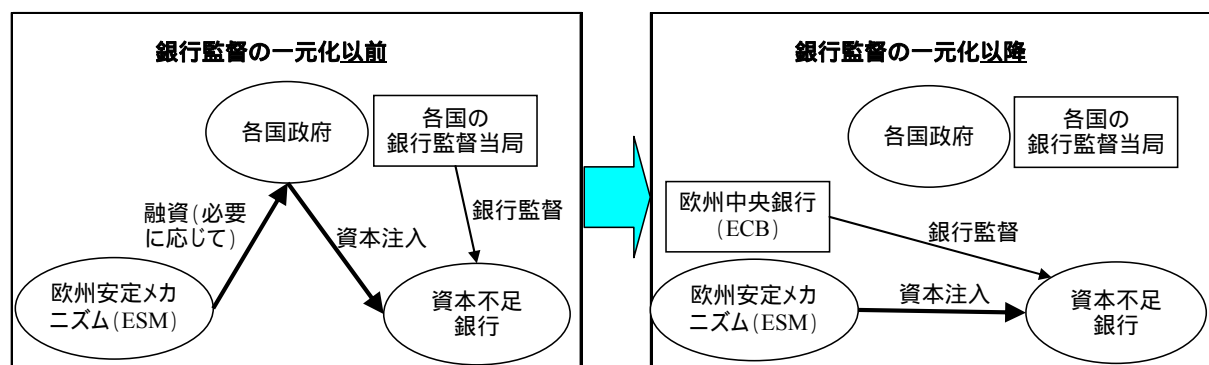 銀行監督の一元化以前
各国政府
各国の
銀行監督当局
融資(必要
に応じて)
資本注入
銀行監督
欧州安定メカ
ニズム(ESM)
資本不足
銀行
銀行監督の一元化以降
各国政府
各国の
銀行監督当局
欧州中央銀行
(ECB)
銀行監督
欧州安定メカ
ニズム(ESM)
資本注入
資本不足
銀行